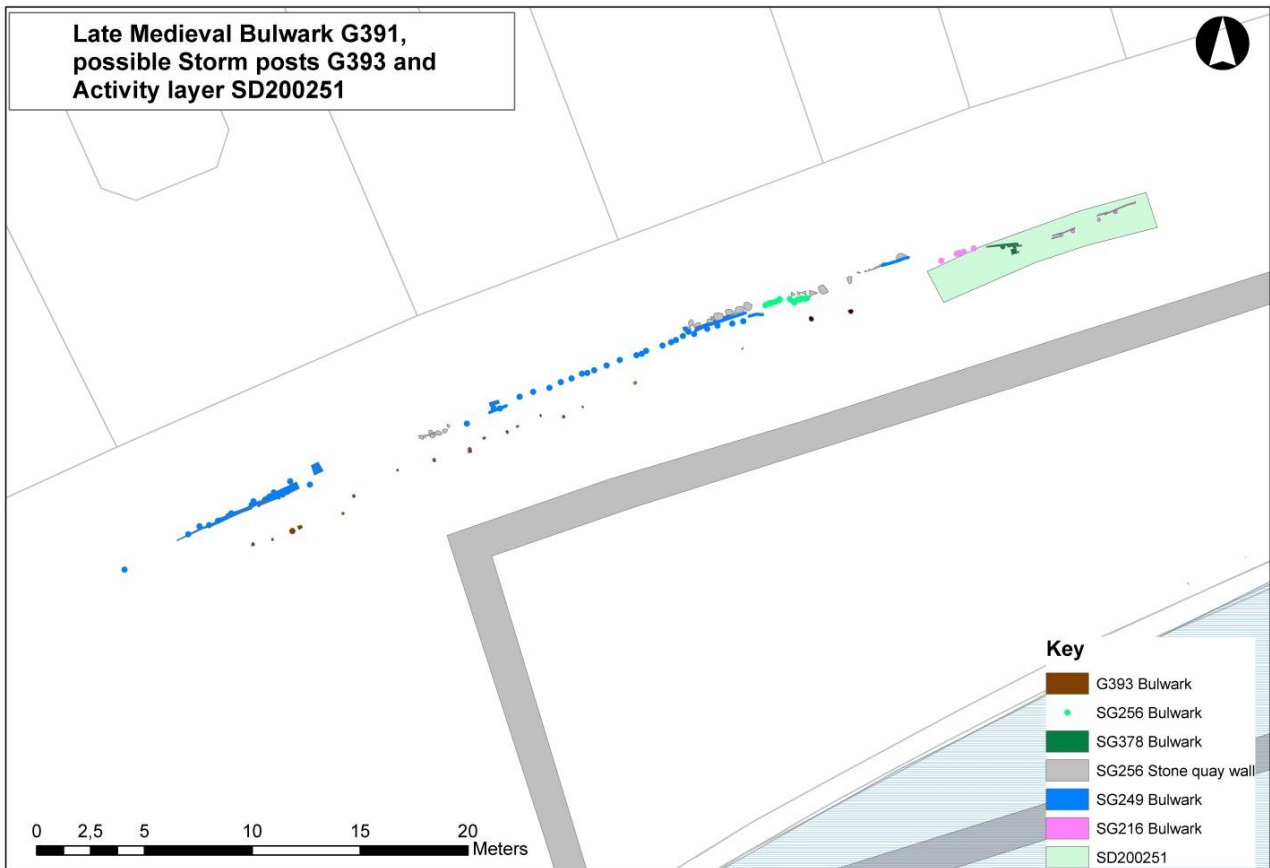 Late Medieval Bulwark G391,
possible Storm posts G393 and
Activity layer SD200251
Key
G393 Bulwark
SG256 Bulwark
SG378 Bulwark
SG256 Stone quay wall
SG249 Bulwark
SG216 Bulwark
SD200251
0 2,5 5 10 15 20
Meters